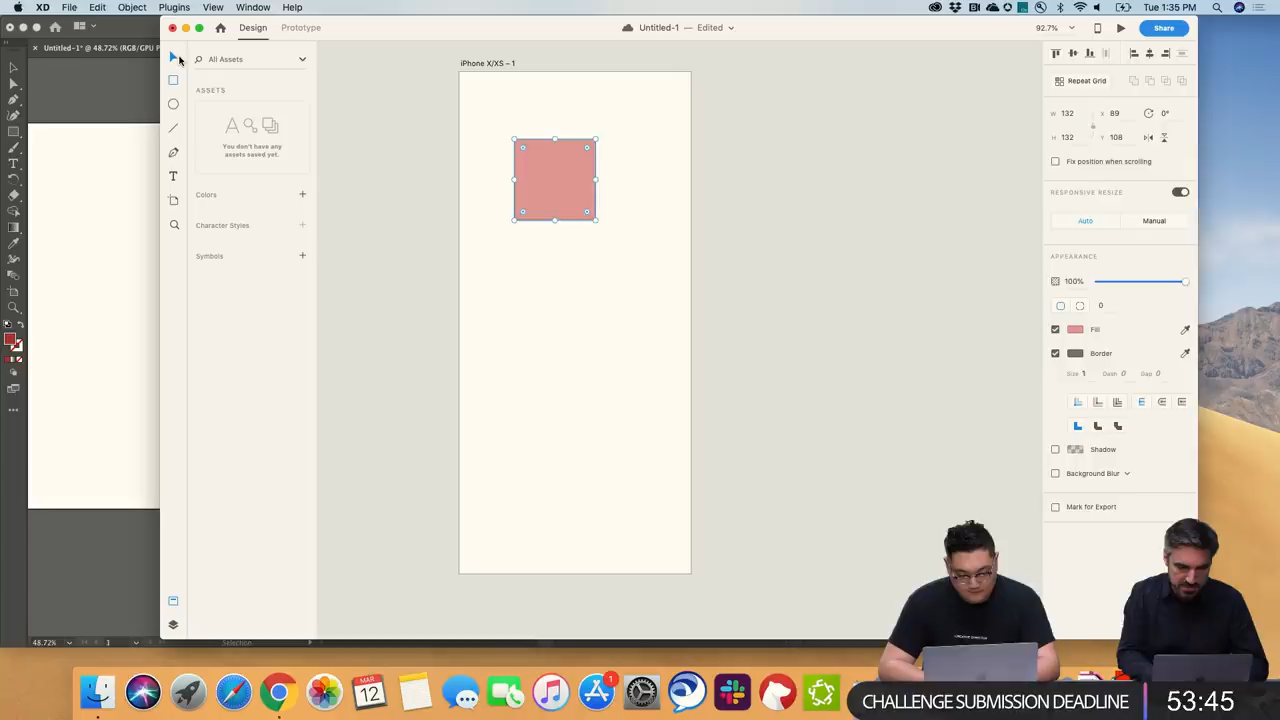 XD File Edit Object Plugins View Window Help
Tue 1:35 PM
Untitled-1* @ 48.72% (RGB/GPU P
Design Prototype
Untitled-1 – Edited
92.7%
Share
All Assets
ASSETS
You don't have any
assets saved yet.
Colors
Character Styles
Symbols
iPhone X/XS – 1
Repeat Grid
W 132 X 89 0°
H 132 Y 108
Fix position when scrolling
RESPONSIVE RESIZE
Auto Manual
APPEARANCE
100%
0
Fill
Border
Size 1 Dash 0 Gap 0
Shadow
Background Blur
Mark for Export
48.72% 1 Selection
MAR
12
1
CHALLENGE SUBMISSION DEADLINE 53:45